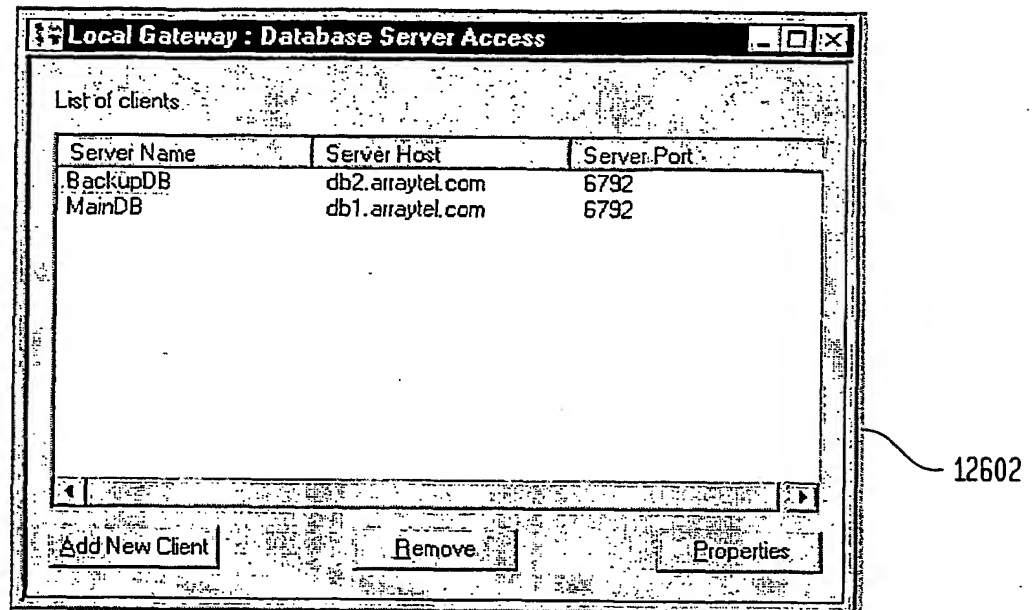 Local Gateway : Database Server Access
List of clients
Server Name Server Host Server Port
BackupDB db2.arraytel.com 6792
MainDB db1.arraytel.com 6792
12602
Add New Client Remove Properties